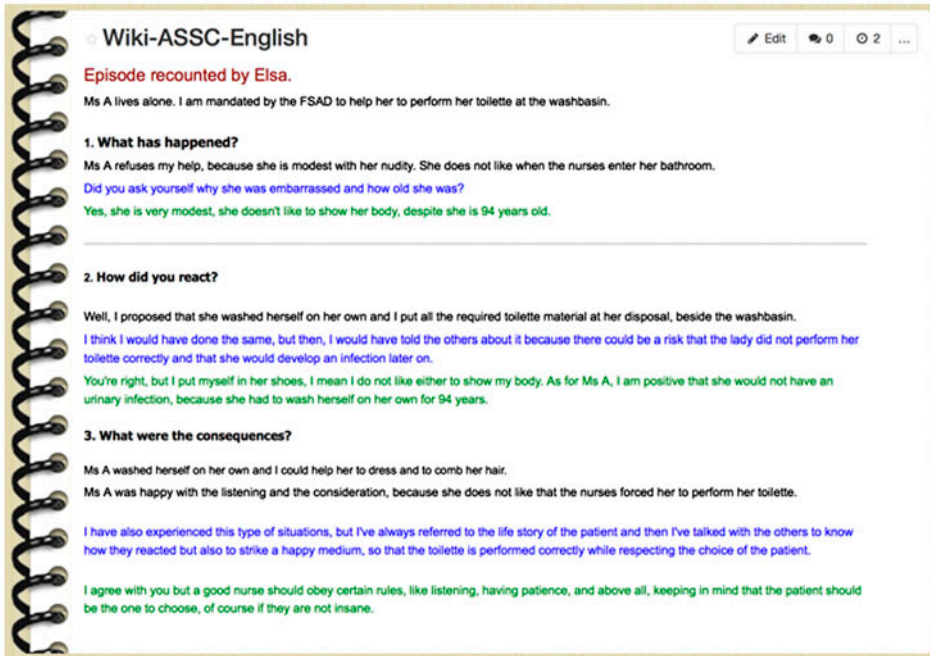 Wiki-ASSC-English
Edit
0
2
...
Episode recounted by Elsa.
Ms A lives alone. I am mandated by the FSAD to help her to perform her toilette at the washbasin.
1. What has happened?
Ms A refuses my help, because she is modest with her nudity. She does not like when the nurses enter her bathroom.
Did you ask yourself why she was embarrassed and how old she was?
Yes, she is very modest, she doesn't like to show her body, despite she is 94 years old.
2. How did you react?
Well, I proposed that she washed herself on her own and I put all the required toilette material at her disposal, beside the washbasin.
I think I would have done the same, but then, I would have told the others about it because there could be a risk that the lady did not perform her
toilette correctly and that she would develop an infection later on.
You're right, but I put myself in her shoes, I mean I do not like either to show my body. As for Ms A, I am positive that she would not have an
urinary infection, because she had to wash herself on her own for 94 years.
3. What were the consequences?
Ms A washed herself on her own and I could help her to dress and to comb her hair.
Ms A was happy with the listening and the consideration, because she does not like that the nurses forced her to perform her toilette.
I have also experienced this type of situations, but I've always referred to the life story of the patient and then I've talked with the others to know
how they reacted but also to strike a happy medium, so that the toilette is performed correctly while respecting the choice of the patient.
I agree with you but a good nurse should obey certain rules, like listening, having patience, and above all, keeping in mind that the patient should
be the one to choose, of course if they are not insane.